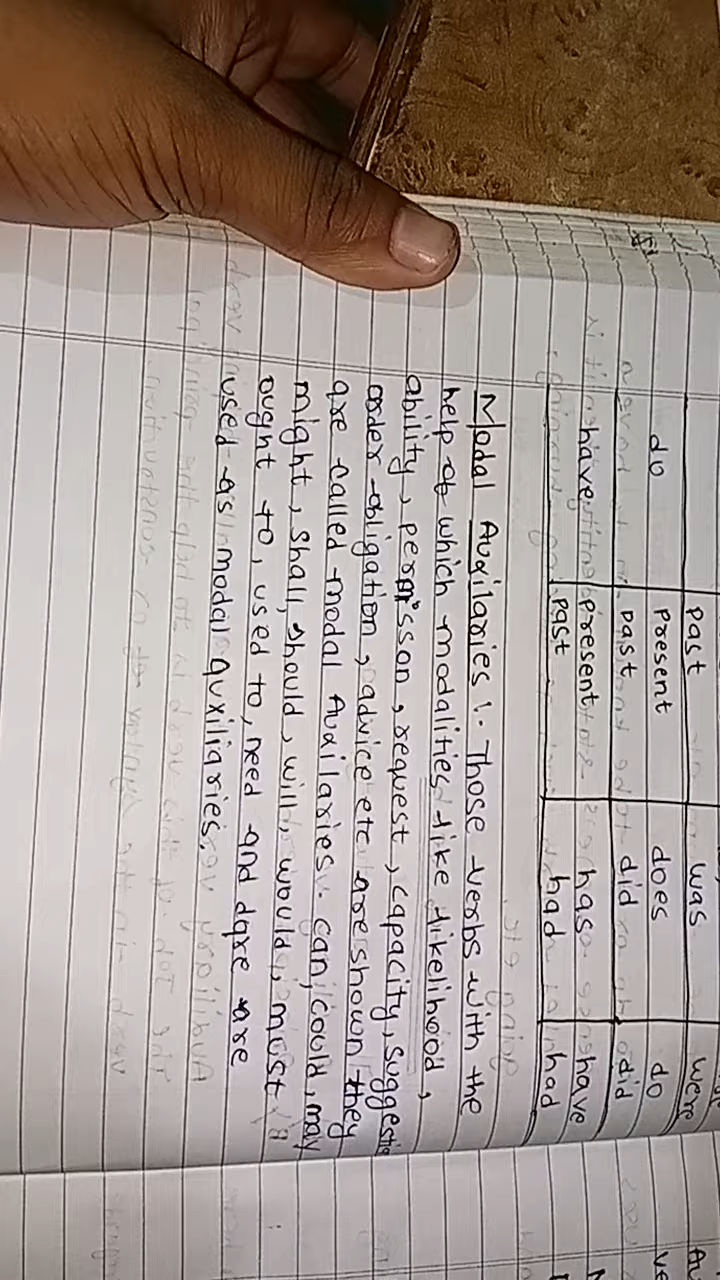 past was were
do present does do
past did did
have present has have
past had had
Modal Auxilaries :- Those verbs with the
help of which modalities like likelihood,
ability, permisson, request, capacity, suggestio
order obligation, advice etc are shown they
are called modal Auxilaries. can, could, may
might, shall, should, will, would, must
ought to, used to, need and dare are
used as modal auxiliaries.